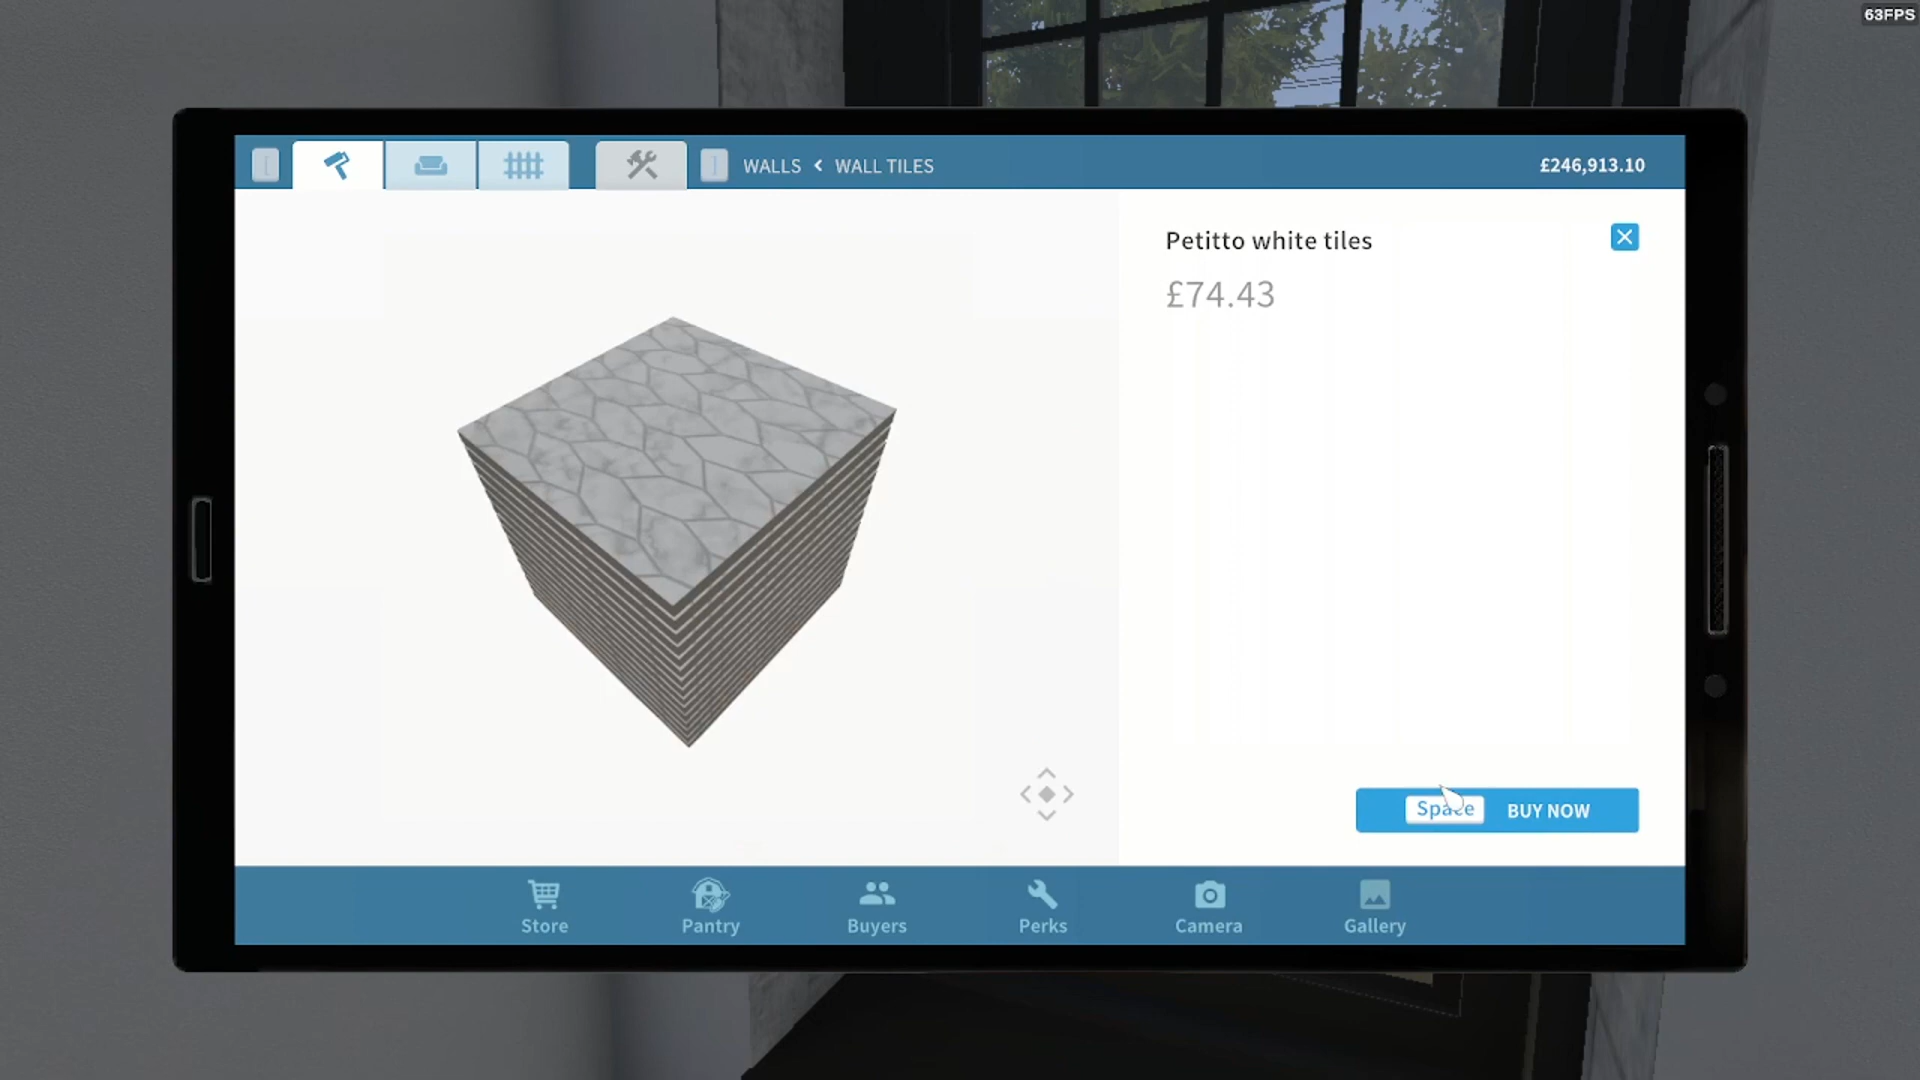 63FPS
[
]
WALLS < WALL TILES
£246,913.10
Petitto white tiles
£74.43
Space BUY NOW
Store
Pantry
Buyers
Perks
Camera
Gallery